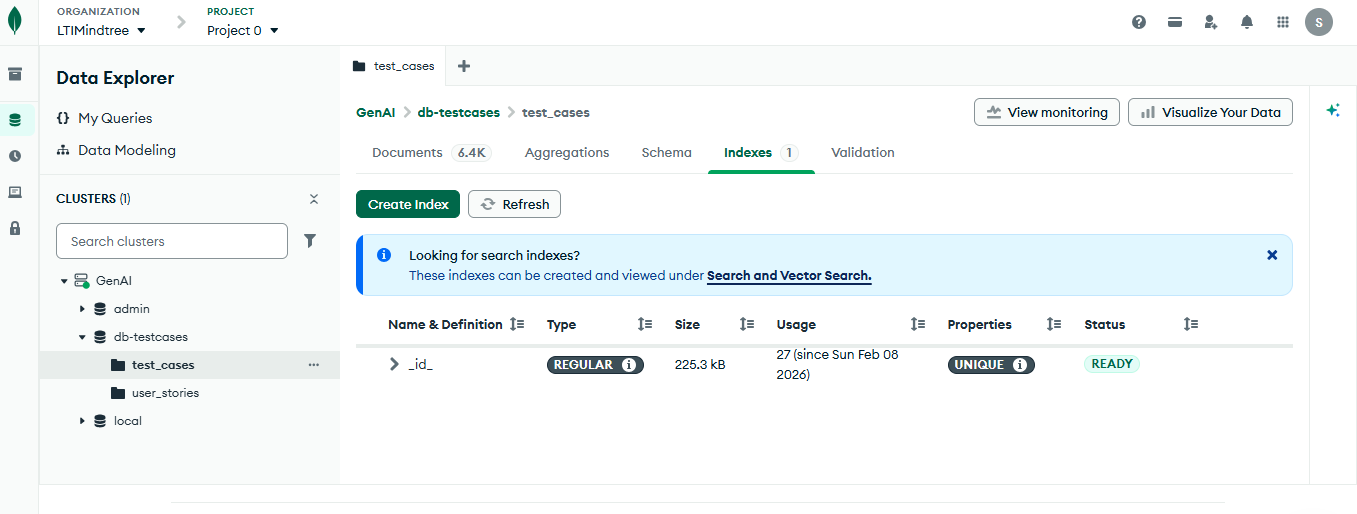 ORGANIZATION
LTIMindtree
PROJECT
Project 0
S
Data Explorer
My Queries
Data Modeling
CLUSTERS (1)
Search clusters
GenAI
admin
db-testcases
test_cases
user_stories
local
test_cases
GenAI db-testcases test_cases
View monitoring
Visualize Your Data
Documents 6.4K Aggregations Schema Indexes 1 Validation
Create Index
Refresh
Looking for search indexes?
These indexes can be created and viewed under Search and Vector Search.
Name & Definition Type Size Usage Properties Status
_id_ REGULAR 225.3 kB 27 (since Sun Feb 08
2026) UNIQUE READY